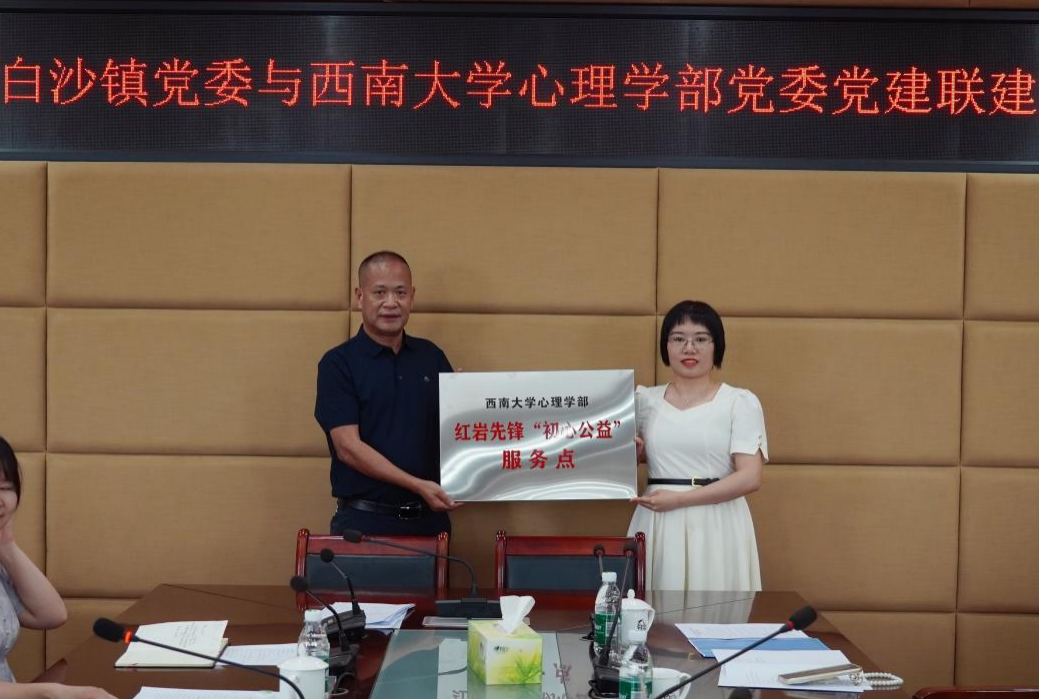 白沙镇党委与西南大学心理学部党委党建联建
西南大学心理学部
红岩先锋“初心公益”
服务点